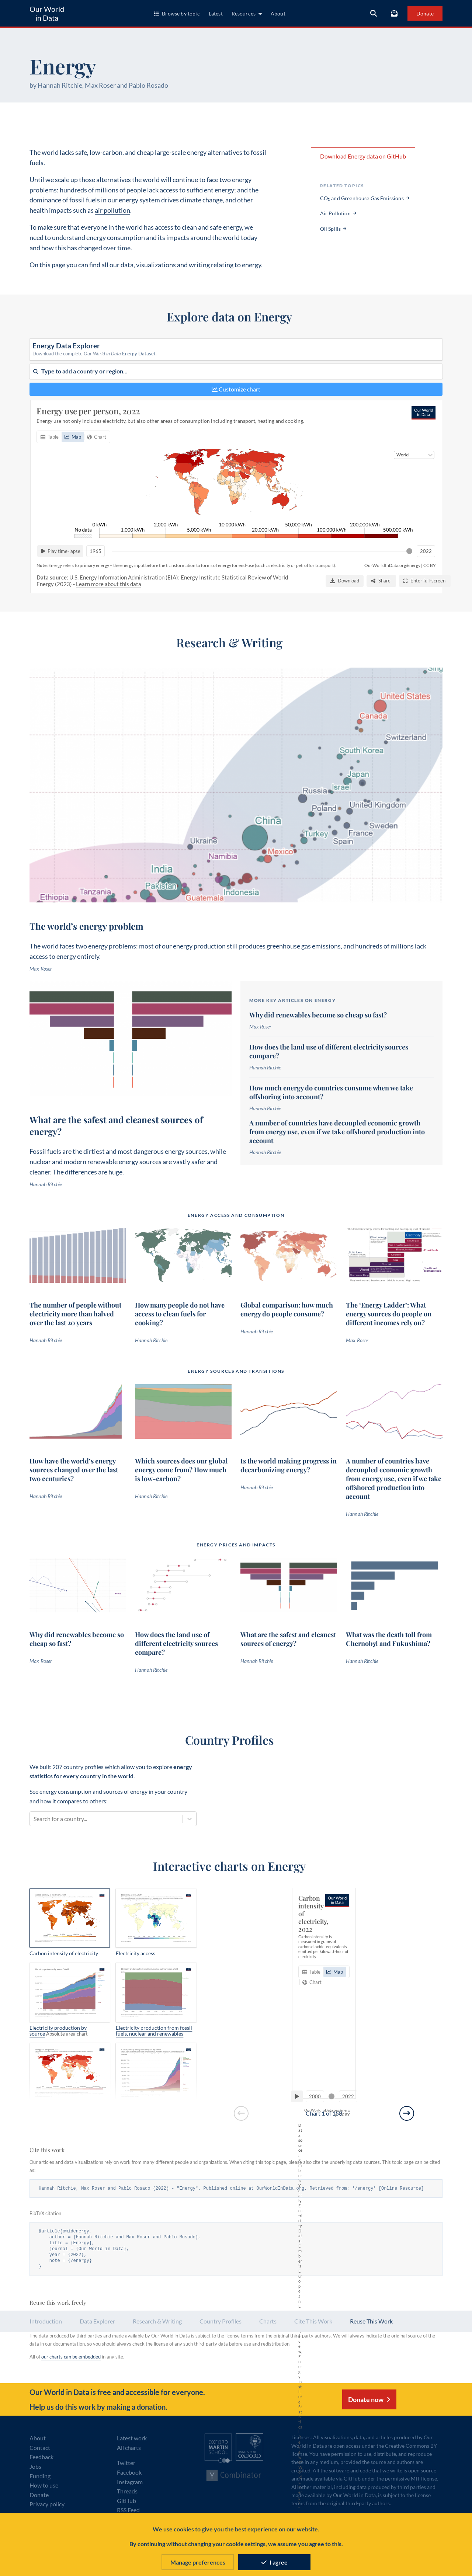 Our World
in Data
Browse by topic
Latest
Resources
About
Donate
Energy
by Hannah Ritchie, Max Roser and Pablo Rosado
The world lacks safe, low-carbon, and cheap large-scale energy alternatives to fossil
fuels.
Until we scale up those alternatives the world will continue to face two energy
problems: hundreds of millions of people lack access to sufficient energy; and the
dominance of fossil fuels in our energy system drives climate change, and other
health impacts such as air pollution.
To make sure that everyone in the world has access to clean and safe energy, we
need to understand energy consumption and its impacts around the world today
and how this has changed over time.
On this page you can find all our data, visualizations and writing relating to energy.
Download Energy data on GitHub
RELATED TOPICS
CO₂ and Greenhouse Gas Emissions
Air Pollution
Oil Spills
Explore data on Energy
Energy Data Explorer
Download the complete Our World in Data Energy Dataset.
Type to add a country or region...
Customize chart
Energy use per person, 2022
Energy use not only includes electricity, but also other areas of consumption including transport, heating and cooking.
Our World
in Data
Table
Map
Chart
World
No data
0 kWh
1,000 kWh
2,000 kWh
5,000 kWh
10,000 kWh
20,000 kWh
50,000 kWh
100,000 kWh
200,000 kWh
500,000 kWh
Play time-lapse
1965
2022
Note: Energy refers to primary energy – the energy input before the transformation to forms of energy for end-use (such as electricity or petrol for transport).
OurWorldInData.org/energy | CC BY
Data source: U.S. Energy Information Administration (EIA); Energy Institute Statistical Review of World
Energy (2023) - Learn more about this data
Download
Share
Enter full-screen
Research & Writing
United States
Canada
Switzerland
South Korea
Japan
Israel
Russia
Poland
United Kingdom
China
Sweden
France
Turkey
Spain
Ukraine
Mexico
Namibia
India
Indonesia
Pakistan
Tanzania
Ethiopia
Guatemala
The world's energy problem
The world faces two energy problems: most of our energy production still produces greenhouse gas emissions, and hundreds of millions lack
access to energy entirely.
Max Roser
MORE KEY ARTICLES ON ENERGY
Why did renewables become so cheap so fast?
Max Roser
How does the land use of different electricity sources
compare?
Hannah Ritchie
How much energy do countries consume when we take
offshoring into account?
Hannah Ritchie
A number of countries have decoupled economic growth
from energy use, even if we take offshored production into
account
Hannah Ritchie
What are the safest and cleanest sources of
energy?
Fossil fuels are the dirtiest and most dangerous energy sources, while
nuclear and modern renewable energy sources are vastly safer and
cleaner. The differences are huge.
Hannah Ritchie
ENERGY ACCESS AND CONSUMPTION
The number of people without
electricity more than halved
over the last 20 years
Hannah Ritchie
How many people do not have
access to clean fuels for
cooking?
Hannah Ritchie
Global comparison: how much
energy do people consume?
Hannah Ritchie
The 'Energy Ladder': What
energy sources do people on
different incomes rely on?
Max Roser
ENERGY SOURCES AND TRANSITIONS
How have the world's energy
sources changed over the last
two centuries?
Hannah Ritchie
Which sources does our global
energy come from? How much
is low-carbon?
Hannah Ritchie
Is the world making progress in
decarbonizing energy?
Hannah Ritchie
A number of countries have
decoupled economic growth
from energy use, even if we take
offshored production into
account
Hannah Ritchie
ENERGY PRICES AND IMPACTS
Why did renewables become so
cheap so fast?
Max Roser
How does the land use of
different electricity sources
compare?
Hannah Ritchie
What are the safest and cleanest
sources of energy?
Hannah Ritchie
What was the death toll from
Chernobyl and Fukushima?
Hannah Ritchie
Country Profiles
We built 207 country profiles which allow you to explore energy
statistics for every country in the world.
See energy consumption and sources of energy in your country
and how it compares to others:
Search for a country...
Interactive charts on Energy
Carbon intensity of electricity
Electricity access
Electricity production by
source Absolute area chart
Electricity production from fossil
fuels, nuclear and renewables
Carbon
intensity
of
electricity,
2022
Our World
in Data
Carbon intensity is
measured in grams of
carbon dioxide-equivalents
emitted per kilowatt-hour of
electricity.
Table
Map
Chart
2000
2022
Chart 1 of 138
Cite this work
Our articles and data visualizations rely on work from many different people and organizations. When citing this topic page, please also cite the underlying data sources. This topic page can be cited
as:
Hannah Ritchie, Max Roser and Pablo Rosado (2022) - "Energy". Published online at OurWorldInData.org. Retrieved from: '/energy' [Online Resource]
BibTeX citation
@article{owidenergy,
author = {Hannah Ritchie and Max Roser and Pablo Rosado},
title = {Energy},
journal = {Our World in Data},
year = {2022},
note = {/energy}
}
Reuse this work freely
Introduction
Data Explorer
Research & Writing
Country Profiles
Charts
Cite This Work
Reuse This Work
The data produced by third parties and made available by Our World in Data is subject to the license terms from the original third-party authors. We will always indicate the original source of the
data in our documentation, so you should always check the license of any such third-party data before use and redistribution.
All of our charts can be embedded in any site.
Our World in Data is free and accessible for everyone.
Help us do this work by making a donation.
Donate now
About
Contact
Feedback
Jobs
Funding
How to use
Donate
Privacy policy
Latest work
All charts
Twitter
Facebook
Instagram
Threads
GitHub
RSS Feed
OXFORD
MARTIN
SCHOOL
OXFORD
Y Combinator
Licenses: All visualizations, data, and articles produced by Our
World in Data are open access under the Creative Commons BY
license. You have permission to use, distribute, and reproduce
these in any medium, provided the source and authors are
credited. All the software and code that we write is open source
and made available via GitHub under the permissive MIT license.
All other material, including data produced by third parties and
made available by Our World in Data, is subject to the license
terms from the original third-party authors.
We use cookies to give you the best experience on our website.
By continuing without changing your cookie settings, we assume you agree to this.
Manage preferences
I agree